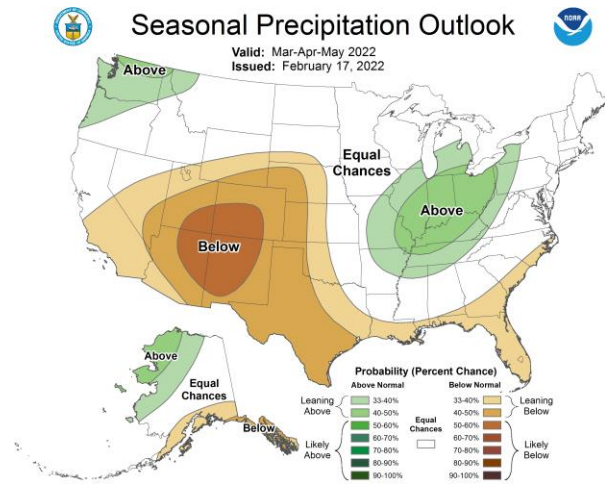 Seasonal Precipitation Outlook
Valid: Mar-Apr-May 2022
Issued: February 17, 2022
NOAA
Above
Equal
Chances
Above
Below
Above
Equal
Chances
Below
Probability (Percent Chance)
Above Normal
Below Normal
Leaning
Above
33-40%
40-50%
Likely
Above
50-60%
60-70%
70-80%
80-90%
90-100%
Equal
Chances
33-40%
40-50%
Leaning
Below
50-60%
60-70%
70-80%
80-90%
90-100%
Likely
Below